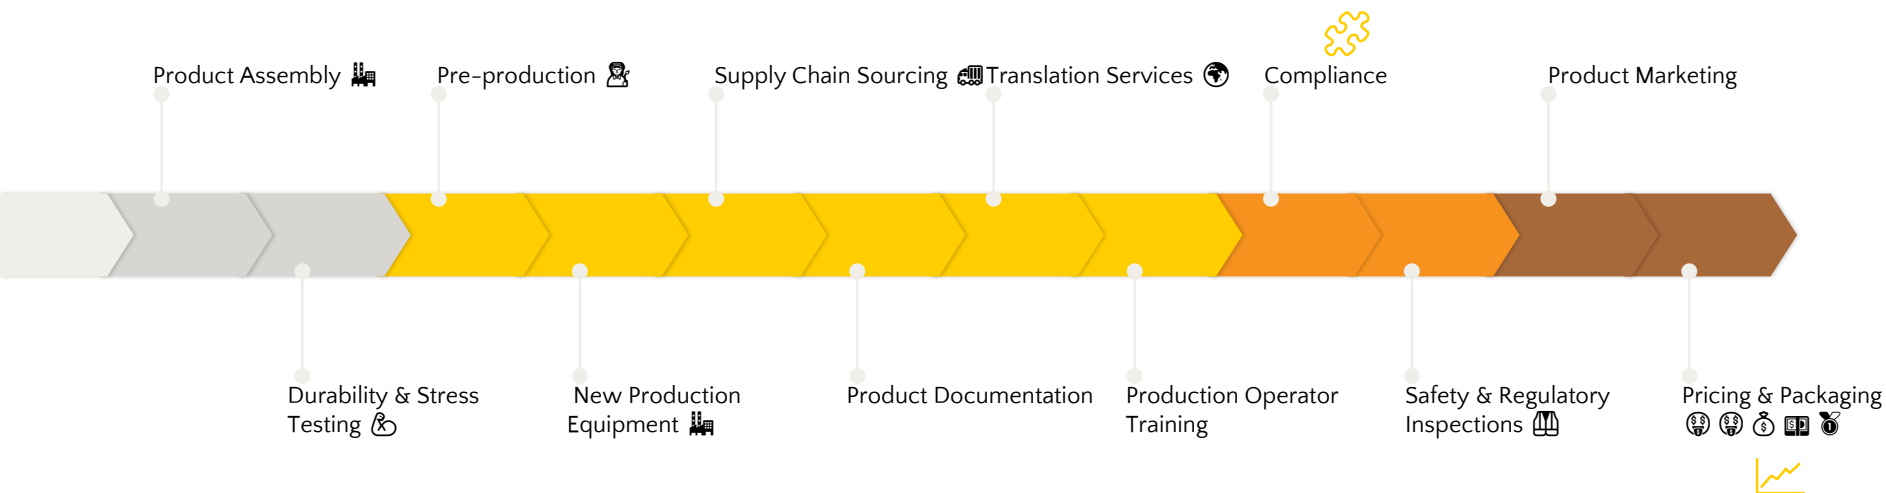 Product Assembly 🏭
Pre-production 👩‍🍳
Supply Chain Sourcing 🚛
Translation Services 🌍
Compliance
Product Marketing
Durability & Stress
Testing 💪
New Production
Equipment 🏭
Product Documentation
Production Operator
Training
Safety & Regulatory
Inspections 🦺
Pricing & Packaging
🤑 🤑 💰 💵 🥇